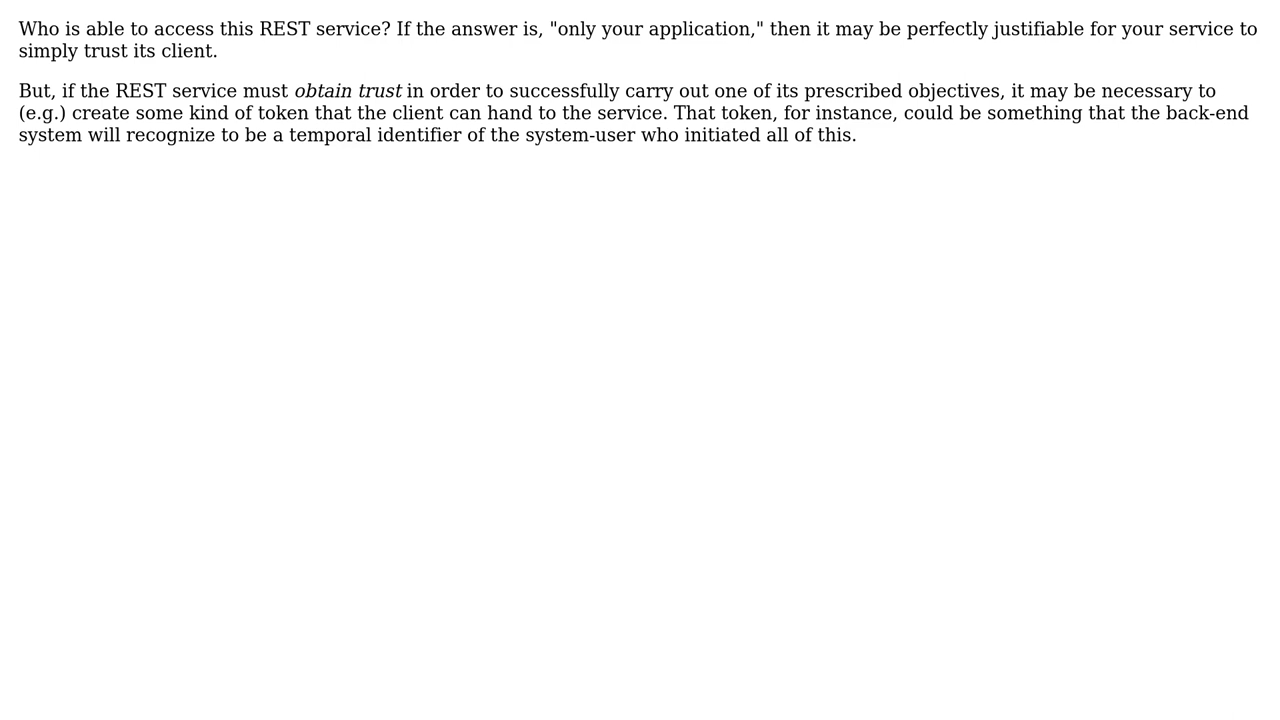 Who is able to access this REST service? If the answer is, "only your application," then it may be perfectly justifiable for your service to
simply trust its client.
But, if the REST service must obtain trust in order to successfully carry out one of its prescribed objectives, it may be necessary to
(e.g.) create some kind of token that the client can hand to the service. That token, for instance, could be something that the back-end
system will recognize to be a temporal identifier of the system-user who initiated all of this.